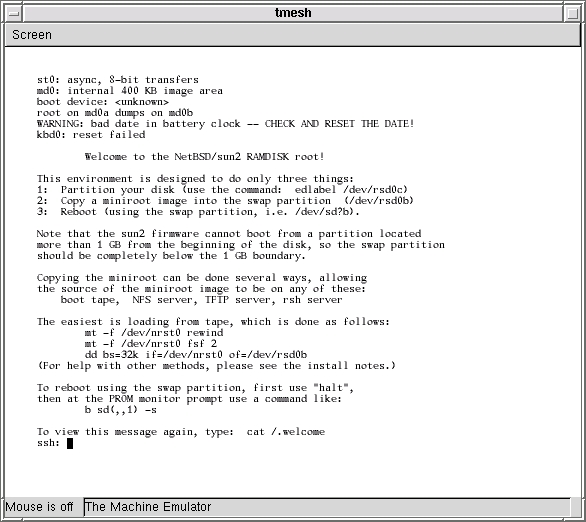 tmesh
Screen
st0: async, 8-bit transfers
md0: internal 400 KB image area
boot device: <unknown>
root on md0a dumps on md0b
WARNING: bad date in battery clock -- CHECK AND RESET THE DATE!
kbd0: reset failed
Welcome to the NetBSD/sun2 RAMDISK root!
This environment is designed to do only three things:
1:  Partition your disk (use the command:  edlabel /dev/rsd0c)
2:  Copy a miniroot image into the swap partition  (/dev/rsd0b)
3:  Reboot (using the swap partition, i.e. /dev/sd?b).
Note that the sun2 firmware cannot boot from a partition located
more than 1 GB from the beginning of the disk, so the swap partition
should be completely below the 1 GB boundary.
Copying the miniroot can be done several ways, allowing
the source of the miniroot image to be on any of these:
boot tape,  NFS server, TFTP server, rsh server
The easiest is loading from tape, which is done as follows:
mt -f /dev/nrst0 rewind
mt -f /dev/nrst0 fsf 2
dd bs=32k if=/dev/nrst0 of=/dev/rsd0b
(For help with other methods, please see the install notes.)
To reboot using the swap partition, first use "halt",
then at the PROM monitor prompt use a command like:
b sd(,,1) -s
To view this message again, type:  cat /.welcome
ssh:
Mouse is off
The Machine Emulator